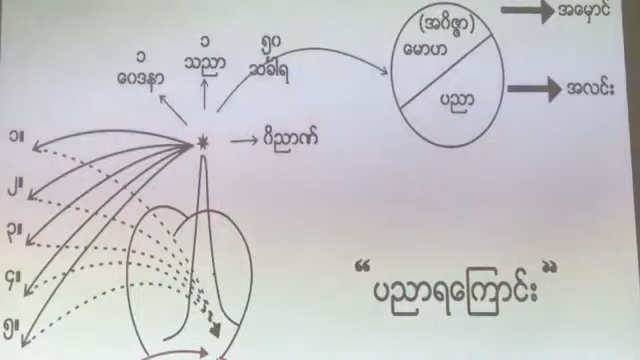 (အဝိဇ္ဇာ)
မောဟ
အမှောင်
ပညာ
အလင်း
၁
ဝေဒနာ
၁
သညာ
၅၀
သင်္ခါရ
ဝိညာဏ်
၁။
၂။
၃။
၄။
၅။
“ပညာရကြောင်း”